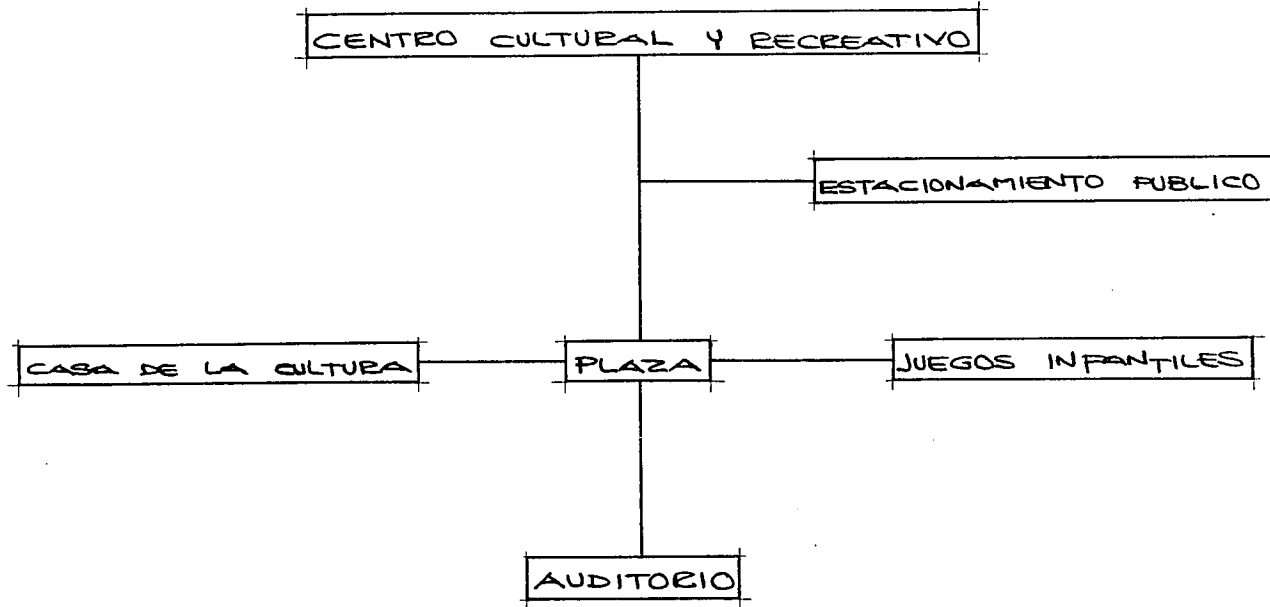 CENTRO CULTURAL Y RECREATIVO
ESTACIONAMIENTO PUBLICO
CASA DE LA CULTURA
PLAZA
JUEGOS INFANTILES
AUDITORIO